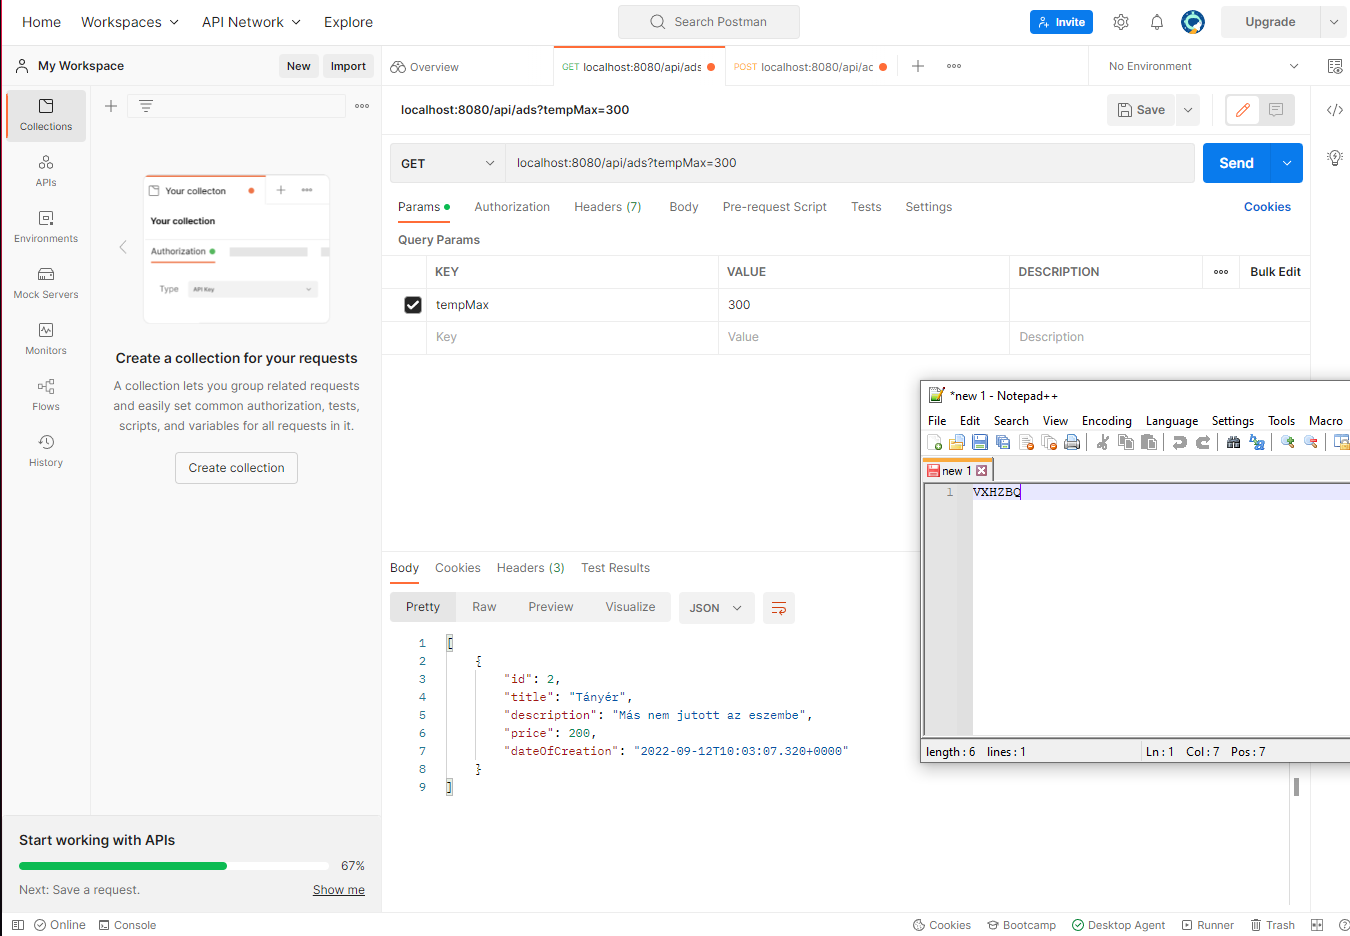 Home Workspaces API Network Explore Search Postman Invite Upgrade
My Workspace New Import
Overview GET localhost:8080/api/ads POST localhost:8080/api/ac No Environment
Collections
APIs
Environments
Mock Servers
Monitors
Flows
History
Your collecton
Your collection
Authorization
Type API Key
Create a collection for your requests
A collection lets you group related requests
and easily set common authorization, tests,
scripts, and variables for all requests in it.
Create collection
Start working with APIs
67%
Next: Save a request. Show me
localhost:8080/api/ads?tempMax=300 Save
GET localhost:8080/api/ads?tempMax=300 Send
Params Authorization Headers (7) Body Pre-request Script Tests Settings Cookies
Query Params
KEY VALUE DESCRIPTION Bulk Edit
tempMax 300
Key Value Description
Body Cookies Headers (3) Test Results
Pretty Raw Preview Visualize JSON
1 [
2 {
3 "id": 2,
4 "title": "Tányér",
5 "description": "Más nem jutott az eszembe",
6 "price": 200,
7 "dateOfCreation": "2022-09-12T10:03:07.320+0000"
8 }
9 ]
*new 1 - Notepad++
File Edit Search View Encoding Language Settings Tools Macro
new 1
1 VXHZBQ
length : 6 lines : 1 Ln : 1 Col : 7 Pos : 7
Online Console Cookies Bootcamp Desktop Agent Runner Trash